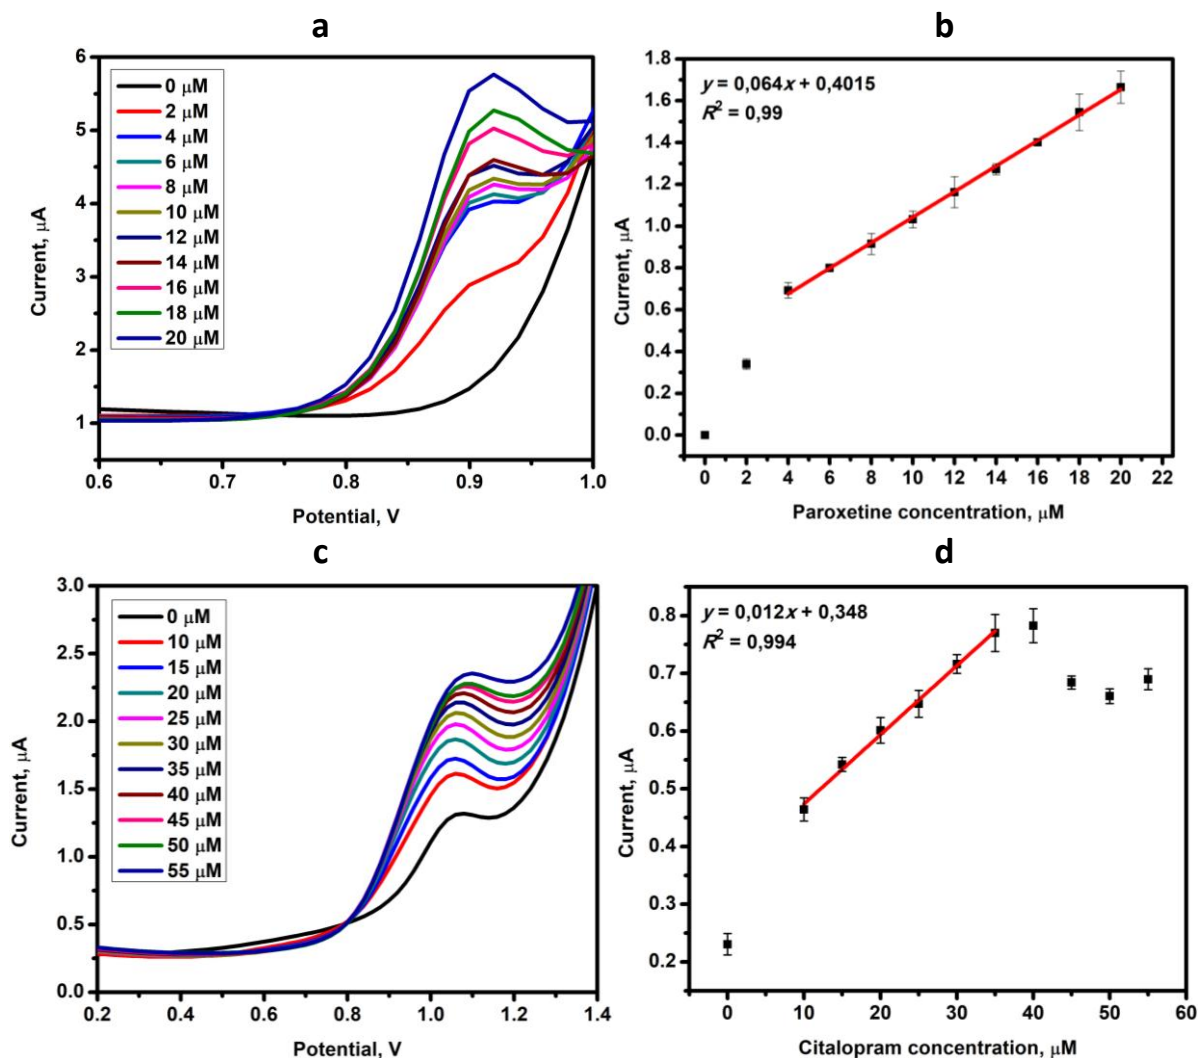 a
6
5
4
3
2
1
Current, µA
0 µM
2 µM
4 µM
6 µM
8 µM
10 µM
12 µM
14 µM
16 µM
18 µM
20 µM
0.6 0.7 0.8 0.9 1.0
Potential, V
b
1.8
1.6
1.4
1.2
1.0
0.8
0.6
0.4
0.2
0.0
Current, µA
y = 0,064x + 0,4015
R² = 0,99
0 2 4 6 8 10 12 14 16 18 20 22
Paroxetine concentration, µM
c
3.0
2.5
2.0
1.5
1.0
0.5
0.0
Current, µA
0 µM
10 µM
15 µM
20 µM
25 µM
30 µM
35 µM
40 µM
45 µM
50 µM
55 µM
0.2 0.4 0.6 0.8 1.0 1.2 1.4
Potential, V
d
0.8
0.7
0.6
0.5
0.4
0.3
0.2
Current, µA
y = 0,012x + 0,348
R² = 0,994
0 10 20 30 40 50 60
Citalopram concentration, µM